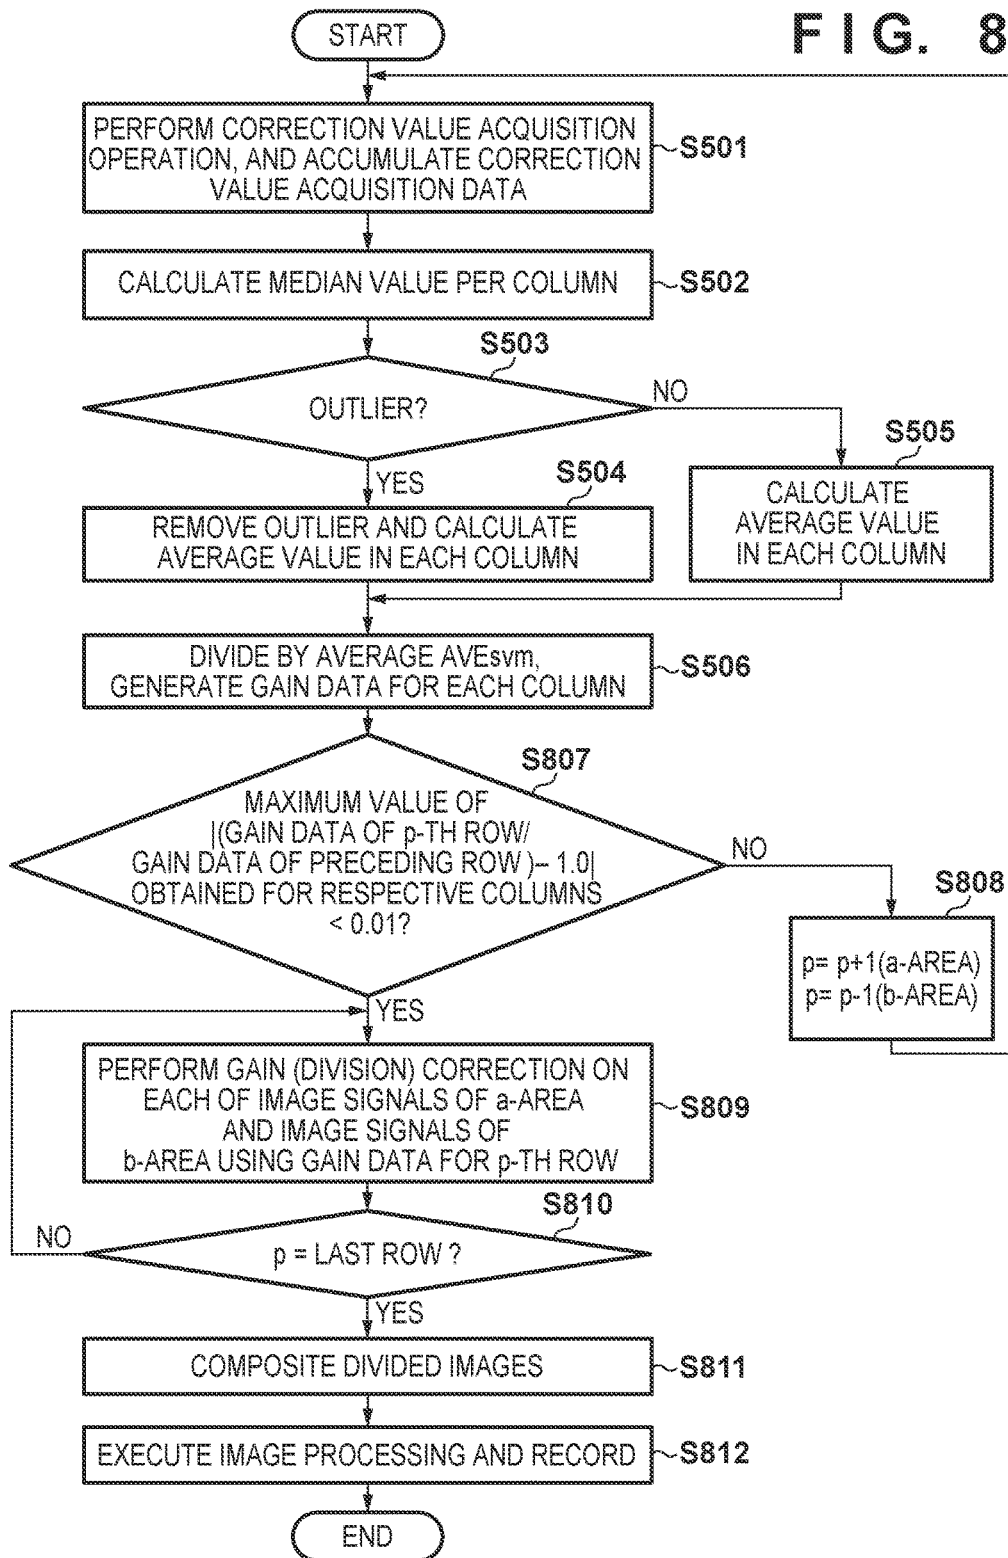 FIG. 8
START
PERFORM CORRECTION VALUE ACQUISITION
OPERATION, AND ACCUMULATE CORRECTION
VALUE ACQUISITION DATA
S501
CALCULATE MEDIAN VALUE PER COLUMN
S502
S503
OUTLIER?
NO
YES
S504
REMOVE OUTLIER AND CALCULATE
AVERAGE VALUE IN EACH COLUMN
S505
CALCULATE
AVERAGE VALUE
IN EACH COLUMN
DIVIDE BY AVERAGE AVEsvm,
GENERATE GAIN DATA FOR EACH COLUMN
S506
S807
MAXIMUM VALUE OF
|(GAIN DATA OF p-TH ROW/
GAIN DATA OF PRECEDING ROW )– 1.0|
OBTAINED FOR RESPECTIVE COLUMNS
< 0.01?
NO
S808
p= p+1(a-AREA)
p= p-1(b-AREA)
YES
PERFORM GAIN (DIVISION) CORRECTION ON
EACH OF IMAGE SIGNALS OF a-AREA
AND IMAGE SIGNALS OF
b-AREA USING GAIN DATA FOR p-TH ROW
S809
S810
NO
p = LAST ROW ?
YES
COMPOSITE DIVIDED IMAGES
S811
EXECUTE IMAGE PROCESSING AND RECORD
S812
END